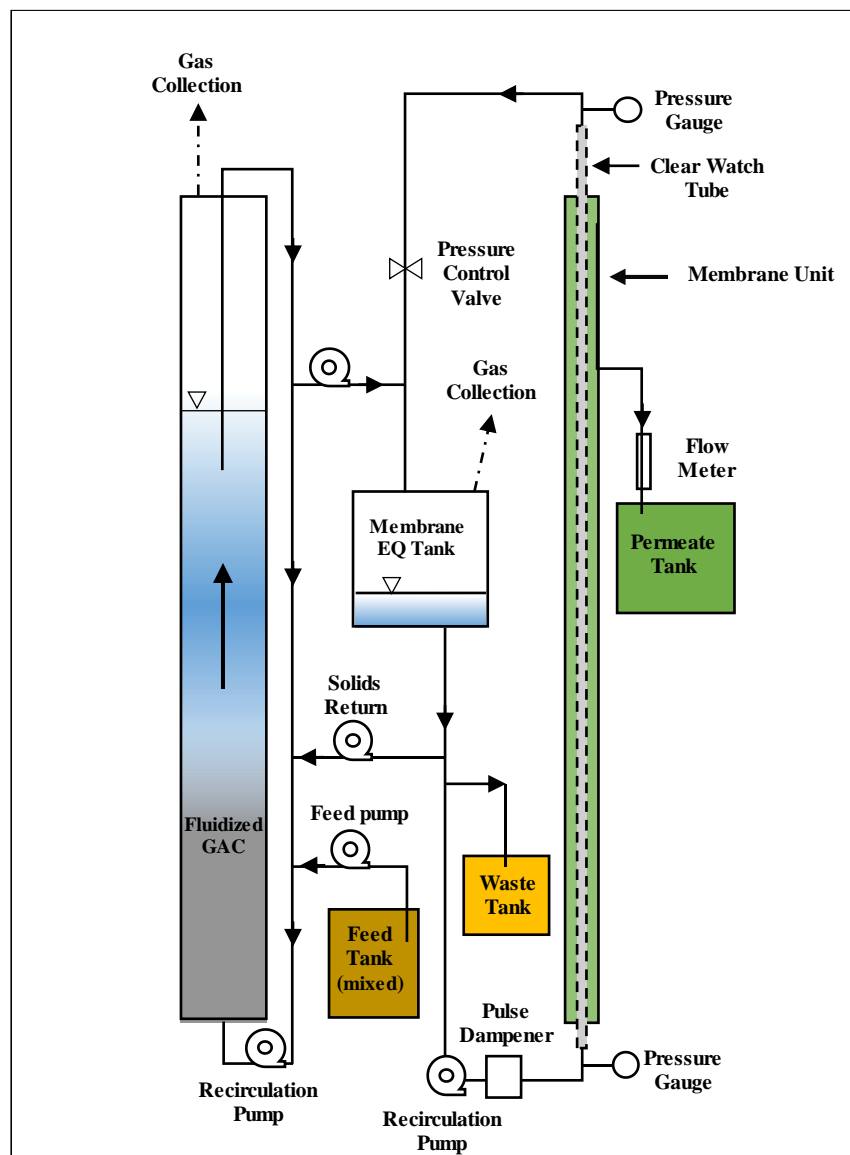 Gas
Collection
Pressure
Gauge
Clear Watch
Tube
Pressure
Control
Valve
Membrane Unit
Gas
Collection
Flow
Meter
Membrane
EQ Tank
Permeate
Tank
Solids
Return
Fluidized
GAC
Feed pump
Waste
Tank
Feed
Tank
(mixed)
Pulse
Dampener
Recirculation
Pump
Recirculation
Pump
Pressure
Gauge